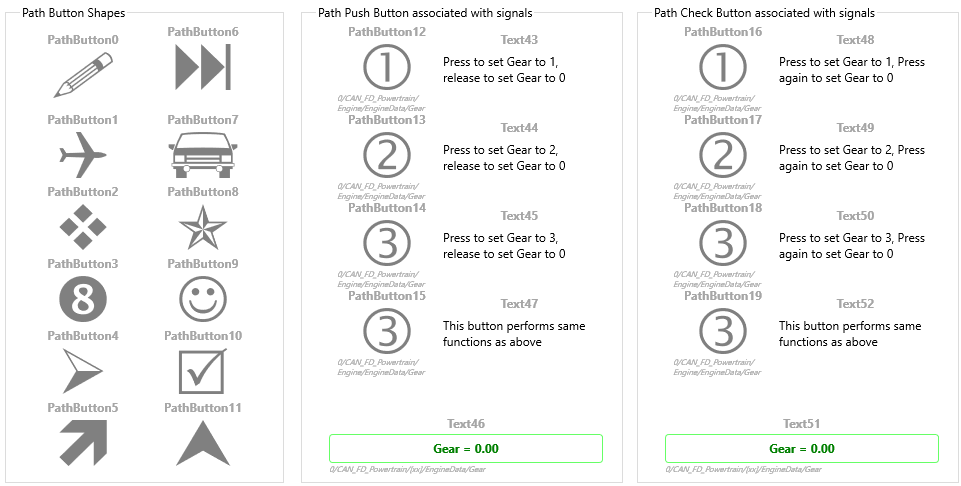 Path Button Shapes
PathButton0
PathButton6
PathButton1
PathButton7
PathButton2
PathButton8
PathButton3
PathButton9
8
PathButton4
PathButton10
PathButton5
PathButton11
Path Push Button associated with signals
PathButton12
Text43
1
Press to set Gear to 1,
release to set Gear to 0
0/CAN_FD_Powertrain/
Engine/EngineData/Gear
PathButton13
Text44
2
Press to set Gear to 2,
release to set Gear to 0
0/CAN_FD_Powertrain/
Engine/EngineData/Gear
PathButton14
Text45
3
Press to set Gear to 3,
release to set Gear to 0
0/CAN_FD_Powertrain/
Engine/EngineData/Gear
PathButton15
Text47
3
This button performs same
functions as above
0/CAN_FD_Powertrain/
Engine/EngineData/Gear
Text46
Gear = 0.00
0/CAN_FD_Powertrain/[xx]/EngineData/Gear
Path Check Button associated with signals
PathButton16
Text48
1
Press to set Gear to 1, Press
again to set Gear to 0
0/CAN_FD_Powertrain/
Engine/EngineData/Gear
PathButton17
Text49
2
Press to set Gear to 2, Press
again to set Gear to 0
0/CAN_FD_Powertrain/
Engine/EngineData/Gear
PathButton18
Text50
3
Press to set Gear to 3, Press
again to set Gear to 0
0/CAN_FD_Powertrain/
Engine/EngineData/Gear
PathButton19
Text52
3
This button performs same
functions as above
0/CAN_FD_Powertrain/
Engine/EngineData/Gear
Text51
Gear = 0.00
0/CAN_FD_Powertrain/[xx]/EngineData/Gear